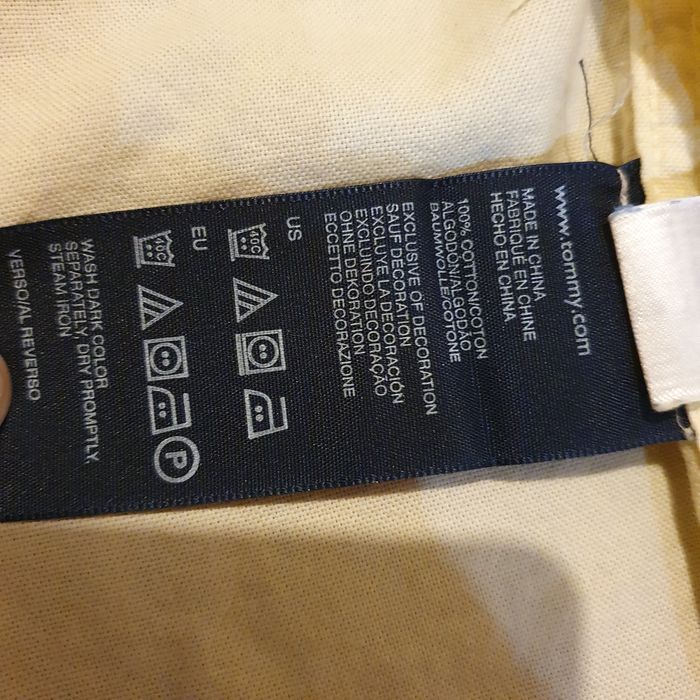 www.tommy.com
MADE IN CHINA
FABRIQUÉ EN CHINE
HECHO EN CHINA
100% COTTON/COTON
ALGODÓN/ALGODÃO
BAUMWOLLE/COTONE
EXCLUSIVE OF DECORATION
SAUF DECORATION
EXCLUYE LA DECORACIÓN
EXCLUINDO DECORAÇÃO
OHNE DEKORATION
ECCETTO DECORAZIONE
US
40C
EU
40C
P
WASH DARK COLOR
SEPARATELY, DRY PROMPTLY,
STEAM IRON
VERSO/AL REVERSO